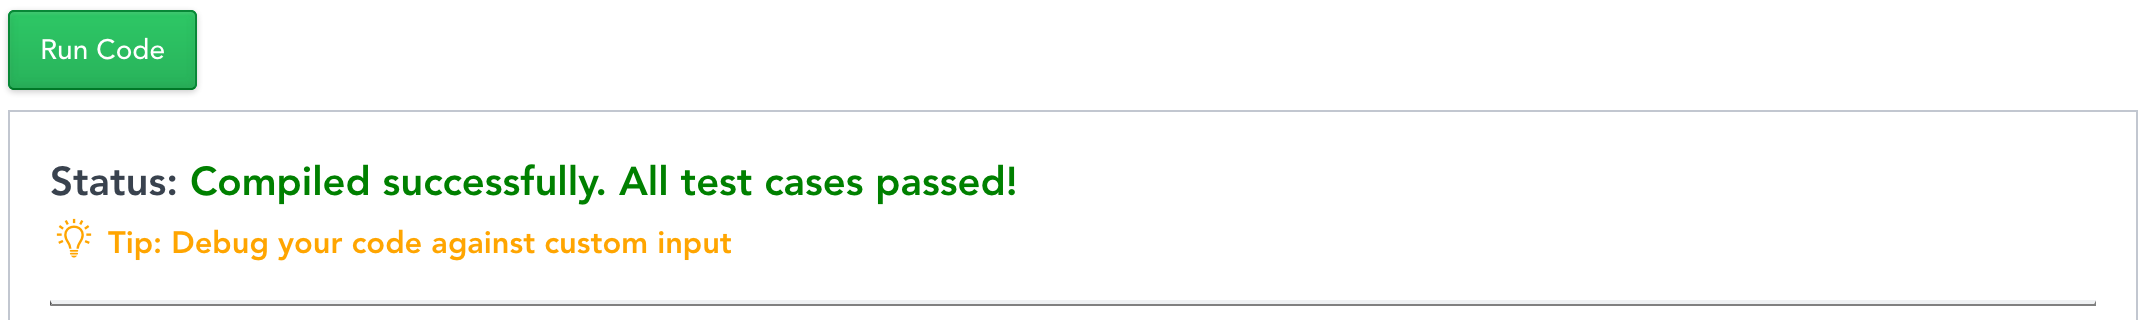 Run Code
Status: Compiled successfully. All test cases passed!
Tip: Debug your code against custom input